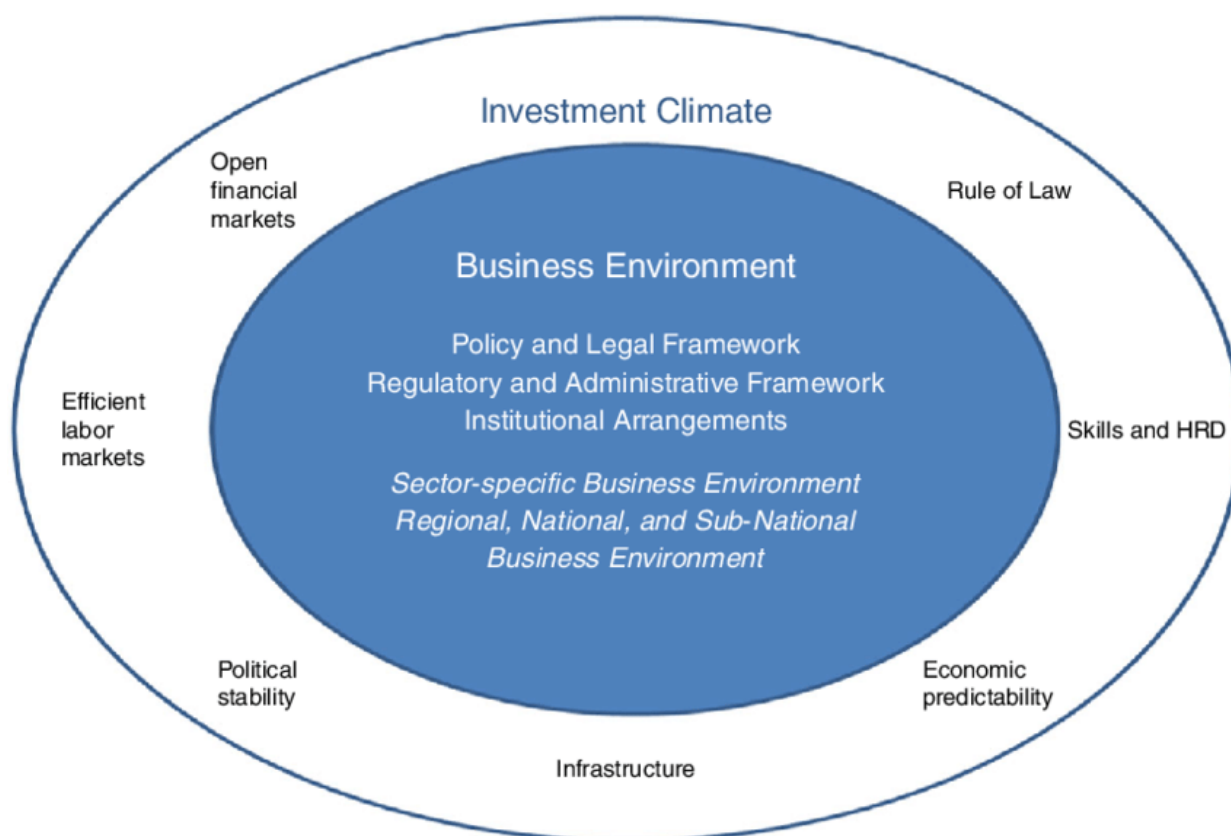 Investment Climate
Open
financial
markets
Rule of Law
Business Environment
Policy and Legal Framework
Regulatory and Administrative Framework
Institutional Arrangements
Efficient
labor
markets
Skills and HRD
Sector-specific Business Environment
Regional, National, and Sub-National
Business Environment
Political
stability
Economic
predictability
Infrastructure